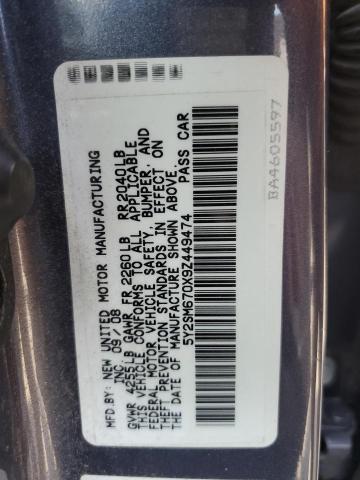 MFD.BY: NEW UNITED MOTOR MANUFACTURING
INC 09/08
GVWR 4255LB GAWR FR 2260LB RR2040LB
THIS VEHICLE CONFORMS TO ALL APPLICABLE
FEDERAL MOTOR VEHICLE SAFETY, BUMPER, AND
THEFT PREVENTION STANDARDS IN EFFECT ON
THE DATE OF MANUFACTURE SHOWN ABOVE.
5Y2SM670X9Z449474 PASS CAR
BA4605597